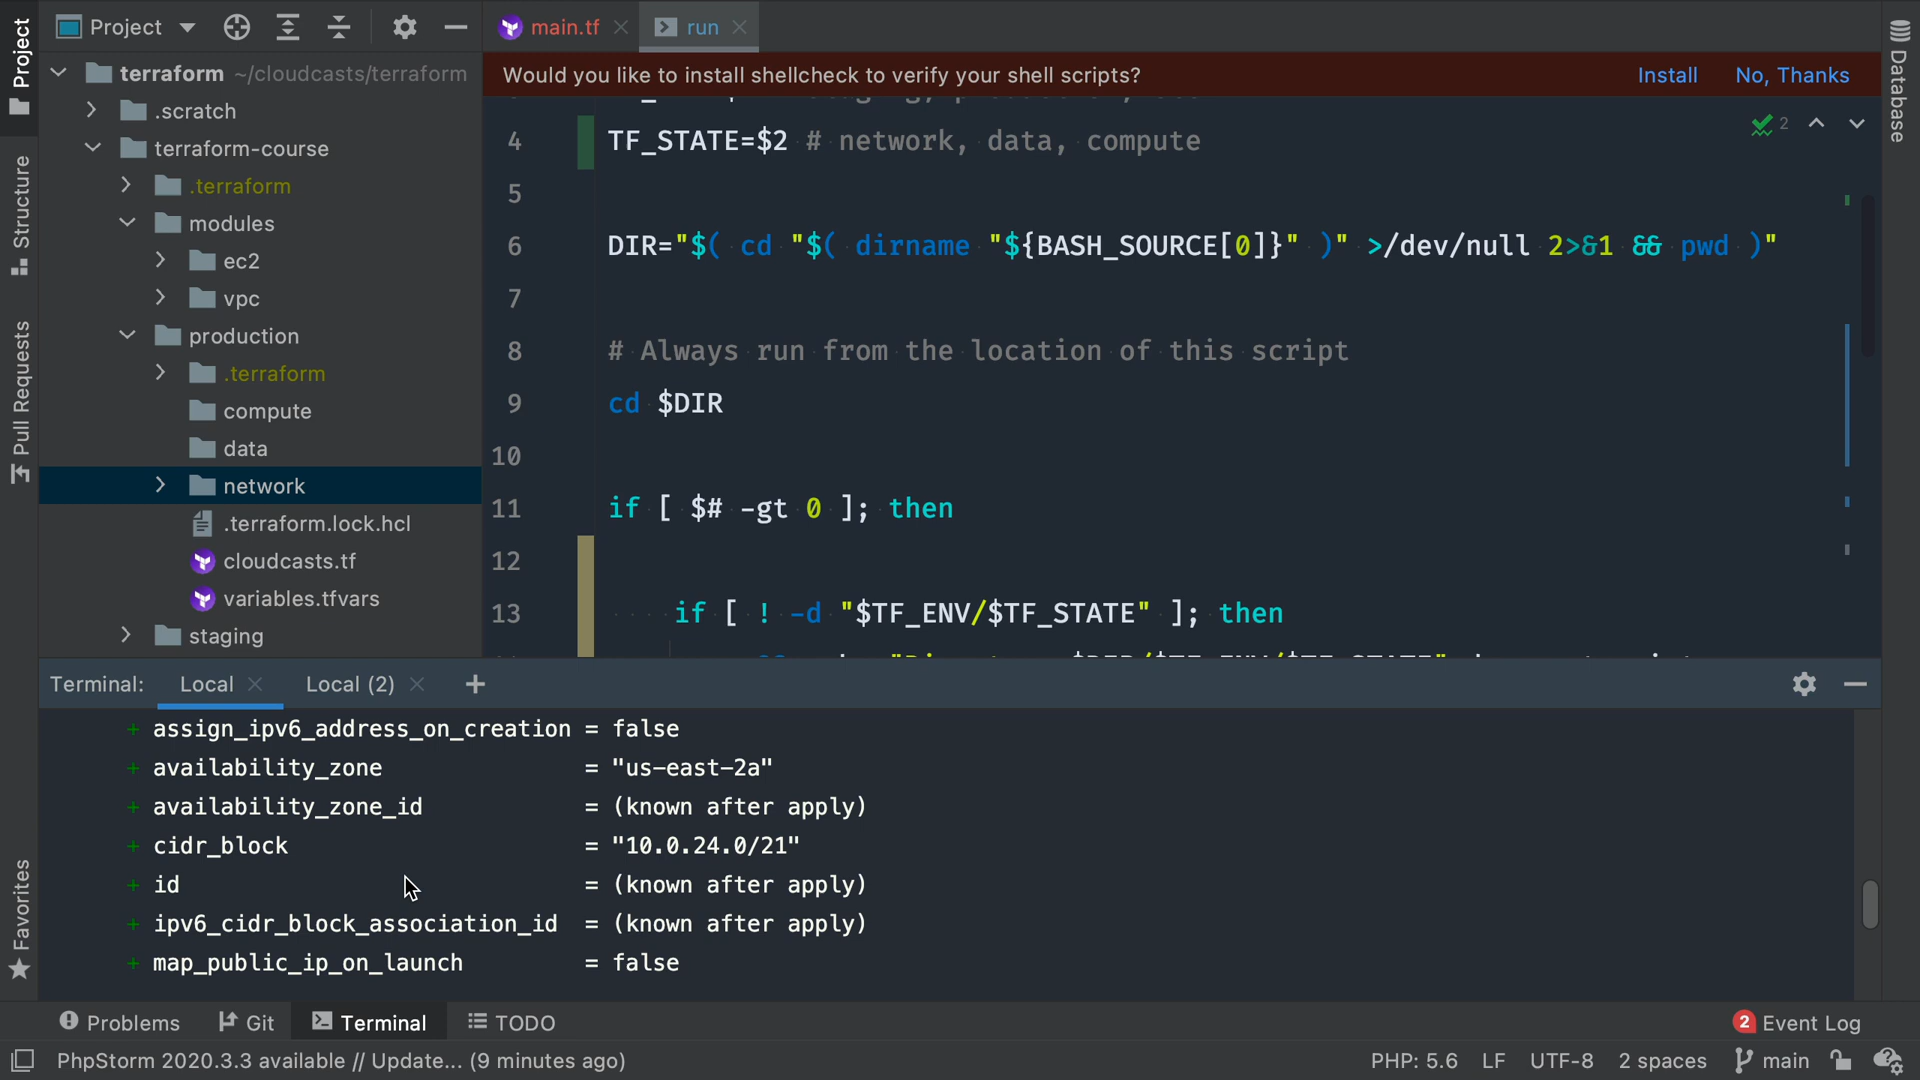 Project
main.tf
run
terraform ~/cloudcasts/terraform
Would you like to install shellcheck to verify your shell scripts?
Install
No, Thanks
.scratch
terraform-course
.terraform
modules
ec2
vpc
production
.terraform
compute
data
network
.terraform.lock.hcl
cloudcasts.tf
variables.tfvars
staging
4 TF_STATE=$2 # network, data, compute
2
5
6 DIR="$( cd "$( dirname "${BASH_SOURCE[0]}" )" >/dev/null 2>&1 && pwd )"
7
8 # Always run from the location of this script
9 cd $DIR
10
11 if [ $# -gt 0 ]; then
12
13 if [ ! -d "$TF_ENV/$TF_STATE" ]; then
Project
Structure
Pull Requests
Favorites
Database
Terminal:
Local
Local (2)
+ assign_ipv6_address_on_creation = false
+ availability_zone = "us-east-2a"
+ availability_zone_id = (known after apply)
+ cidr_block = "10.0.24.0/21"
+ id = (known after apply)
+ ipv6_cidr_block_association_id = (known after apply)
+ map_public_ip_on_launch = false
Problems
Git
Terminal
TODO
2 Event Log
PhpStorm 2020.3.3 available // Update... (9 minutes ago)
PHP: 5.6
LF
UTF-8
2 spaces
main